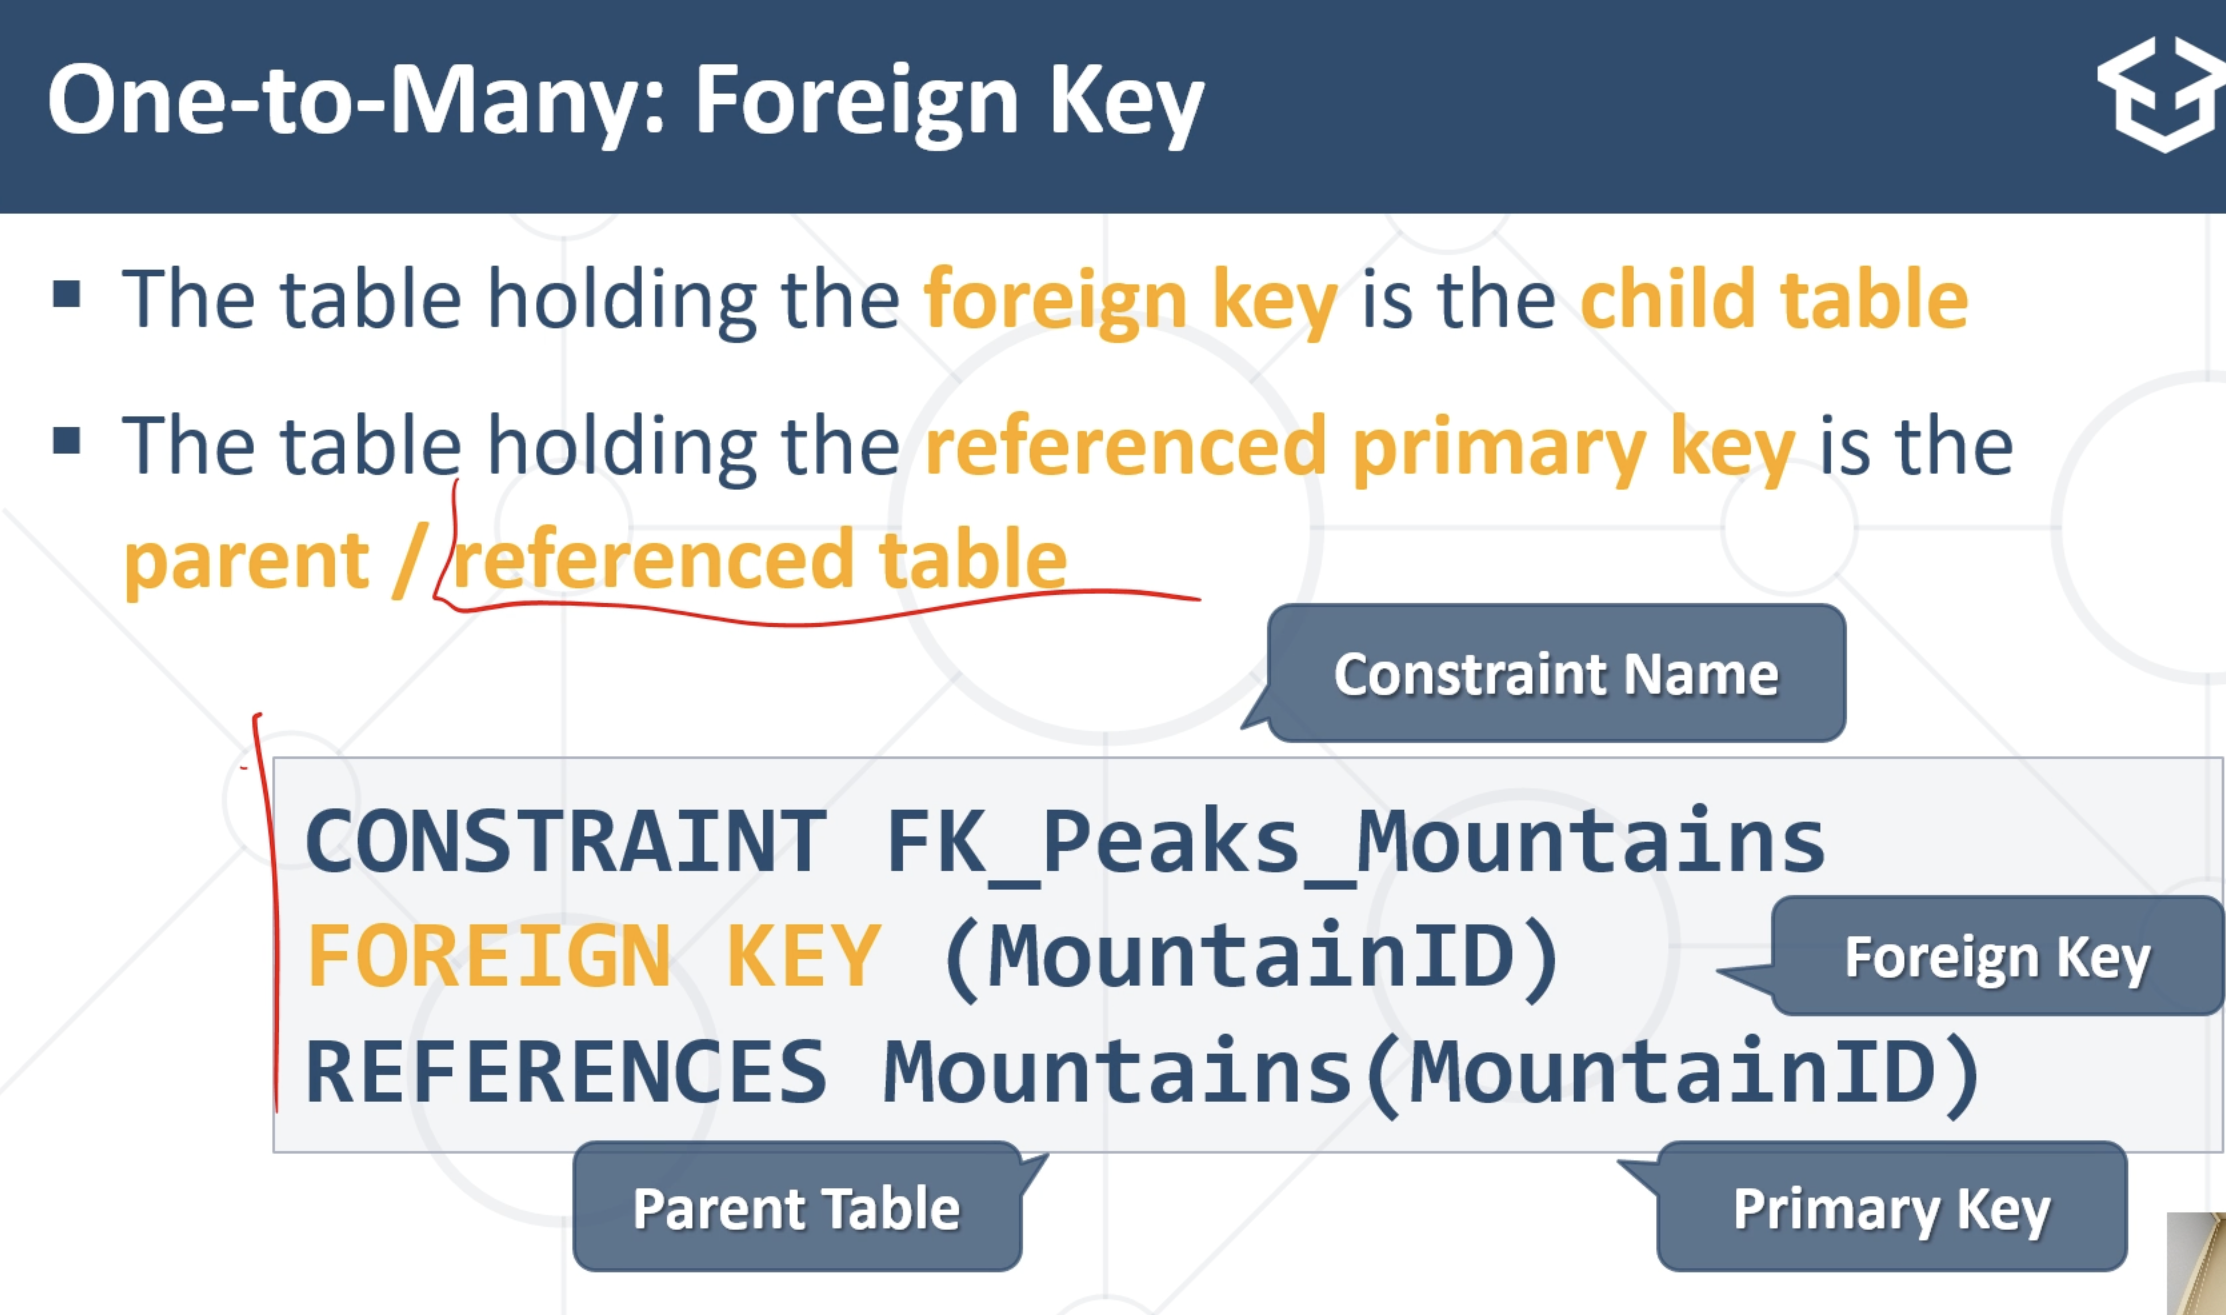 One-to-Many: Foreign Key
▪ The table holding the foreign key is the child table
▪ The table holding the referenced primary key is the
parent / referenced table
Constraint Name
CONSTRAINT FK_Peaks_Mountains
FOREIGN KEY (MountainID)
Foreign Key
REFERENCES Mountains(MountainID)
Parent Table
Primary Key